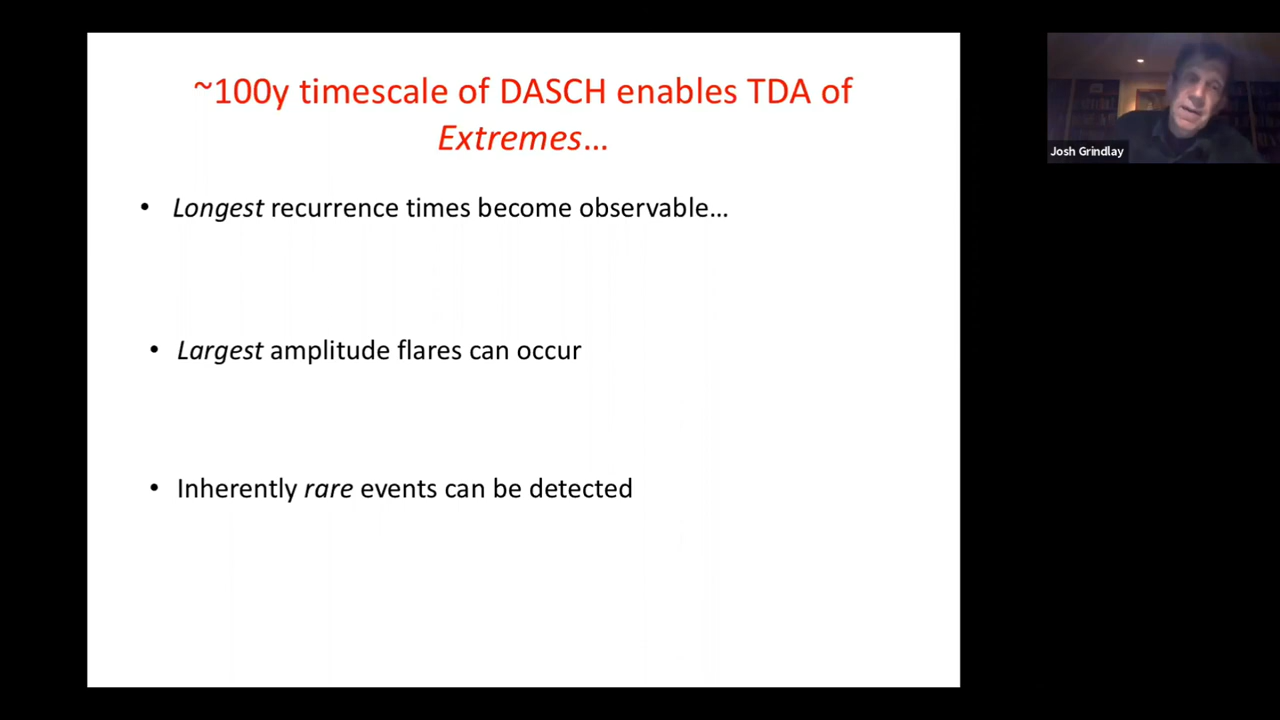 ~100y timescale of DASCH enables TDA of
Extremes…
• Longest recurrence times become observable…
• Largest amplitude flares can occur
• Inherently rare events can be detected
Josh Grindlay